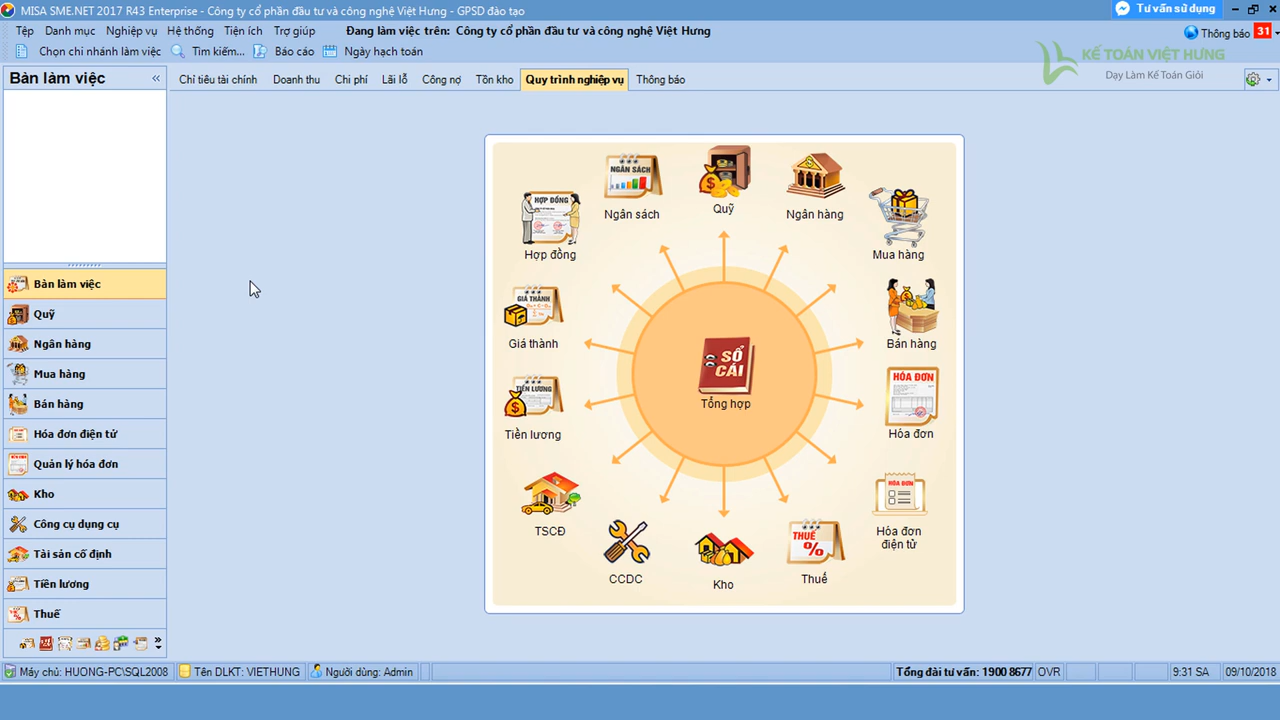 MISA SME.NET 2017 R43 Enterprise - Công ty cổ phần đầu tư và công nghệ Việt Hưng - GPSD đào tạo
Tư vấn sử dụng
Tệp Danh mục Nghiệp vụ Hệ thống Tiện ích Trợ giúp Đang làm việc trên: Công ty cổ phần đầu tư và công nghệ Việt Hưng
Thông báo 31
Chọn chi nhánh làm việc Tìm kiếm... Báo cáo Ngày hạch toán
KẾ TOÁN VIỆT HƯNG
Dạy Làm Kế Toán Giỏi
Bàn làm việc «
Chỉ tiêu tài chính Doanh thu Chi phí Lãi lỗ Công nợ Tồn kho Quy trình nghiệp vụ Thông báo
NGÂN SÁCH
Ngân sách
Quỹ
Ngân hàng
HỢP ĐỒNG
Hợp đồng
Mua hàng
GIÁ THÀNH
Giá thành
Bán hàng
SỔ CÁI
Tổng hợp
TIỀN LƯƠNG
Tiền lương
HÓA ĐƠN
Hóa đơn
TSCĐ
HÓA ĐƠN
Hóa đơn
điện tử
CCDC
Kho
THUẾ %
Thuế
Bàn làm việc
Quỹ
Ngân hàng
Mua hàng
Bán hàng
Hóa đơn điện tử
Quản lý hóa đơn
Kho
Công cụ dụng cụ
Tài sản cố định
Tiền lương
Thuế
Máy chủ: HUONG-PC\SQL2008 Tên DLKT: VIETHUNG Người dùng: Admin Tổng đài tư vấn: 1900 8677 OVR 9:31 SA 09/10/2018